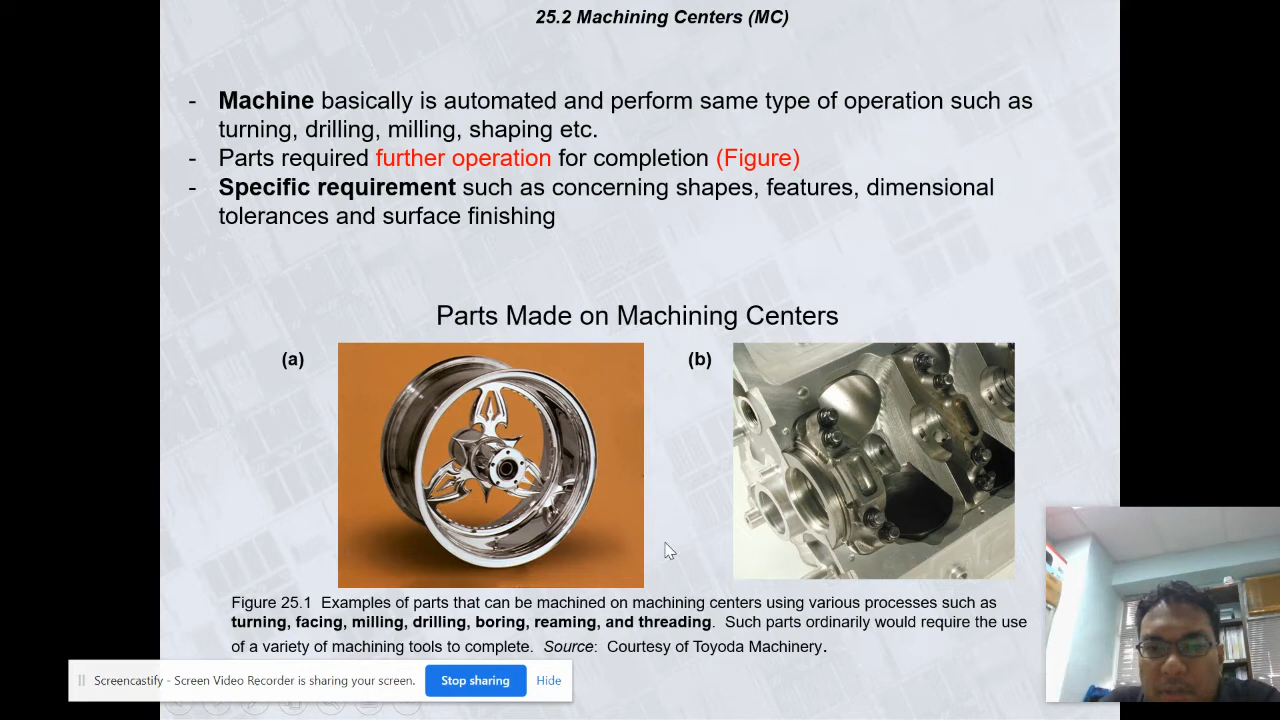 25.2 Machining Centers (MC)
- Machine basically is automated and perform same type of operation such as
turning, drilling, milling, shaping etc.
- Parts required further operation for completion (Figure)
- Specific requirement such as concerning shapes, features, dimensional
tolerances and surface finishing
Parts Made on Machining Centers
(a)
(b)
Figure 25.1 Examples of parts that can be machined on machining centers using various processes such as
turning, facing, milling, drilling, boring, reaming, and threading. Such parts ordinarily would require the use
of a variety of machining tools to complete. Source: Courtesy of Toyoda Machinery.
Screencastify - Screen Video Recorder is sharing your screen.
Stop sharing
Hide